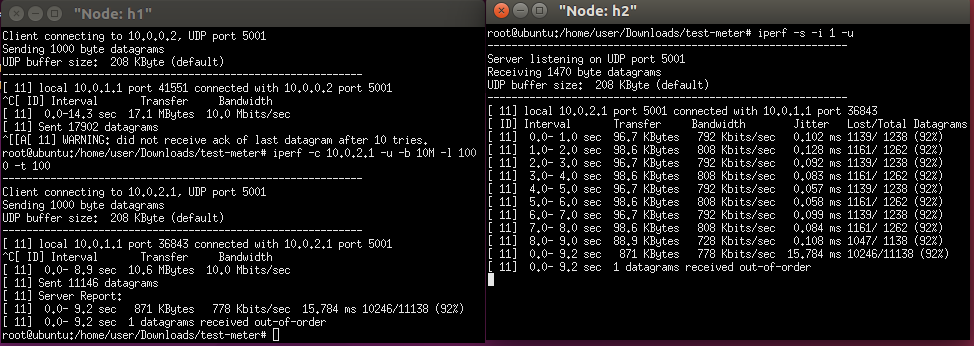 "Node: h1"
Client connecting to 10.0.0.2, UDP port 5001
Sending 1000 byte datagrams
UDP buffer size:  208 KByte (default)
------------------------------------------------------------
[ 11] local 10.0.1.1 port 41551 connected with 10.0.0.2 port 5001
^C[ ID] Interval       Transfer     Bandwidth
[ 11]  0.0-14.3 sec  17.1 MBytes  10.0 Mbits/sec
[ 11] Sent 17902 datagrams
^[[A[ 11] WARNING: did not receive ack of last datagram after 10 tries.
root@ubuntu:/home/user/Downloads/test-meter# iperf -c 10.0.2.1 -u -b 10M -l 100
0 -t 100
------------------------------------------------------------
Client connecting to 10.0.2.1, UDP port 5001
Sending 1000 byte datagrams
UDP buffer size:  208 KByte (default)
------------------------------------------------------------
[ 11] local 10.0.1.1 port 36843 connected with 10.0.2.1 port 5001
^C[ ID] Interval       Transfer     Bandwidth
[ 11]  0.0- 8.9 sec  10.6 MBytes  10.0 Mbits/sec
[ 11] Sent 11146 datagrams
[ 11] Server Report:
[ 11]  0.0- 9.2 sec   871 KBytes   778 Kbits/sec  15.784 ms 10246/11138 (92%)
[ 11]  0.0- 9.2 sec  1 datagrams received out-of-order
root@ubuntu:/home/user/Downloads/test-meter#
"Node: h2"
root@ubuntu:/home/user/Downloads/test-meter# iperf -s -i 1 -u
------------------------------------------------------------
Server listening on UDP port 5001
Receiving 1470 byte datagrams
UDP buffer size:  208 KByte (default)
------------------------------------------------------------
[ 11] local 10.0.2.1 port 5001 connected with 10.0.1.1 port 36843
[ ID] Interval       Transfer     Bandwidth        Jitter   Lost/Total Datagrams
[ 11]  0.0- 1.0 sec  96.7 KBytes   792 Kbits/sec   0.102 ms 1139/ 1238 (92%)
[ 11]  1.0- 2.0 sec  98.6 KBytes   808 Kbits/sec   0.128 ms 1161/ 1262 (92%)
[ 11]  2.0- 3.0 sec  96.7 KBytes   792 Kbits/sec   0.092 ms 1139/ 1238 (92%)
[ 11]  3.0- 4.0 sec  98.6 KBytes   808 Kbits/sec   0.083 ms 1161/ 1262 (92%)
[ 11]  4.0- 5.0 sec  96.7 KBytes   792 Kbits/sec   0.057 ms 1139/ 1238 (92%)
[ 11]  5.0- 6.0 sec  98.6 KBytes   808 Kbits/sec   0.058 ms 1161/ 1262 (92%)
[ 11]  6.0- 7.0 sec  96.7 KBytes   792 Kbits/sec   0.099 ms 1139/ 1238 (92%)
[ 11]  7.0- 8.0 sec  98.6 KBytes   808 Kbits/sec   0.084 ms 1161/ 1262 (92%)
[ 11]  8.0- 9.0 sec  88.9 KBytes   728 Kbits/sec   0.108 ms 1047/ 1138 (92%)
[ 11]  0.0- 9.2 sec   871 KBytes   778 Kbits/sec  15.784 ms 10246/11138 (92%)
[ 11]  0.0- 9.2 sec  1 datagrams received out-of-order